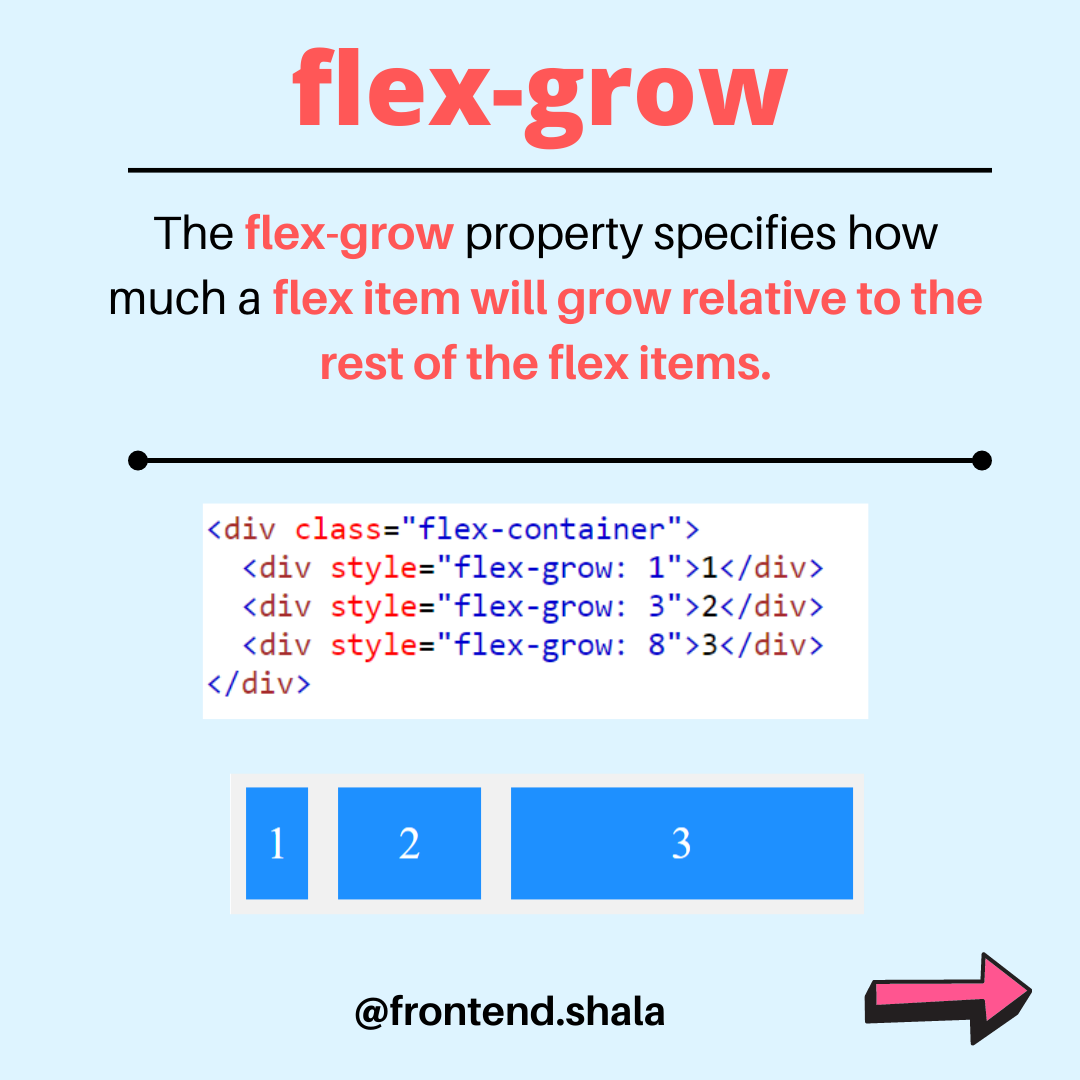 flex-grow
The flex-grow property specifies how
much a flex item will grow relative to the
rest of the flex items.
<div class="flex-container">
  <div style="flex-grow: 1">1</div>
  <div style="flex-grow: 3">2</div>
  <div style="flex-grow: 8">3</div>
</div>
1 2 3
@frontend.shala